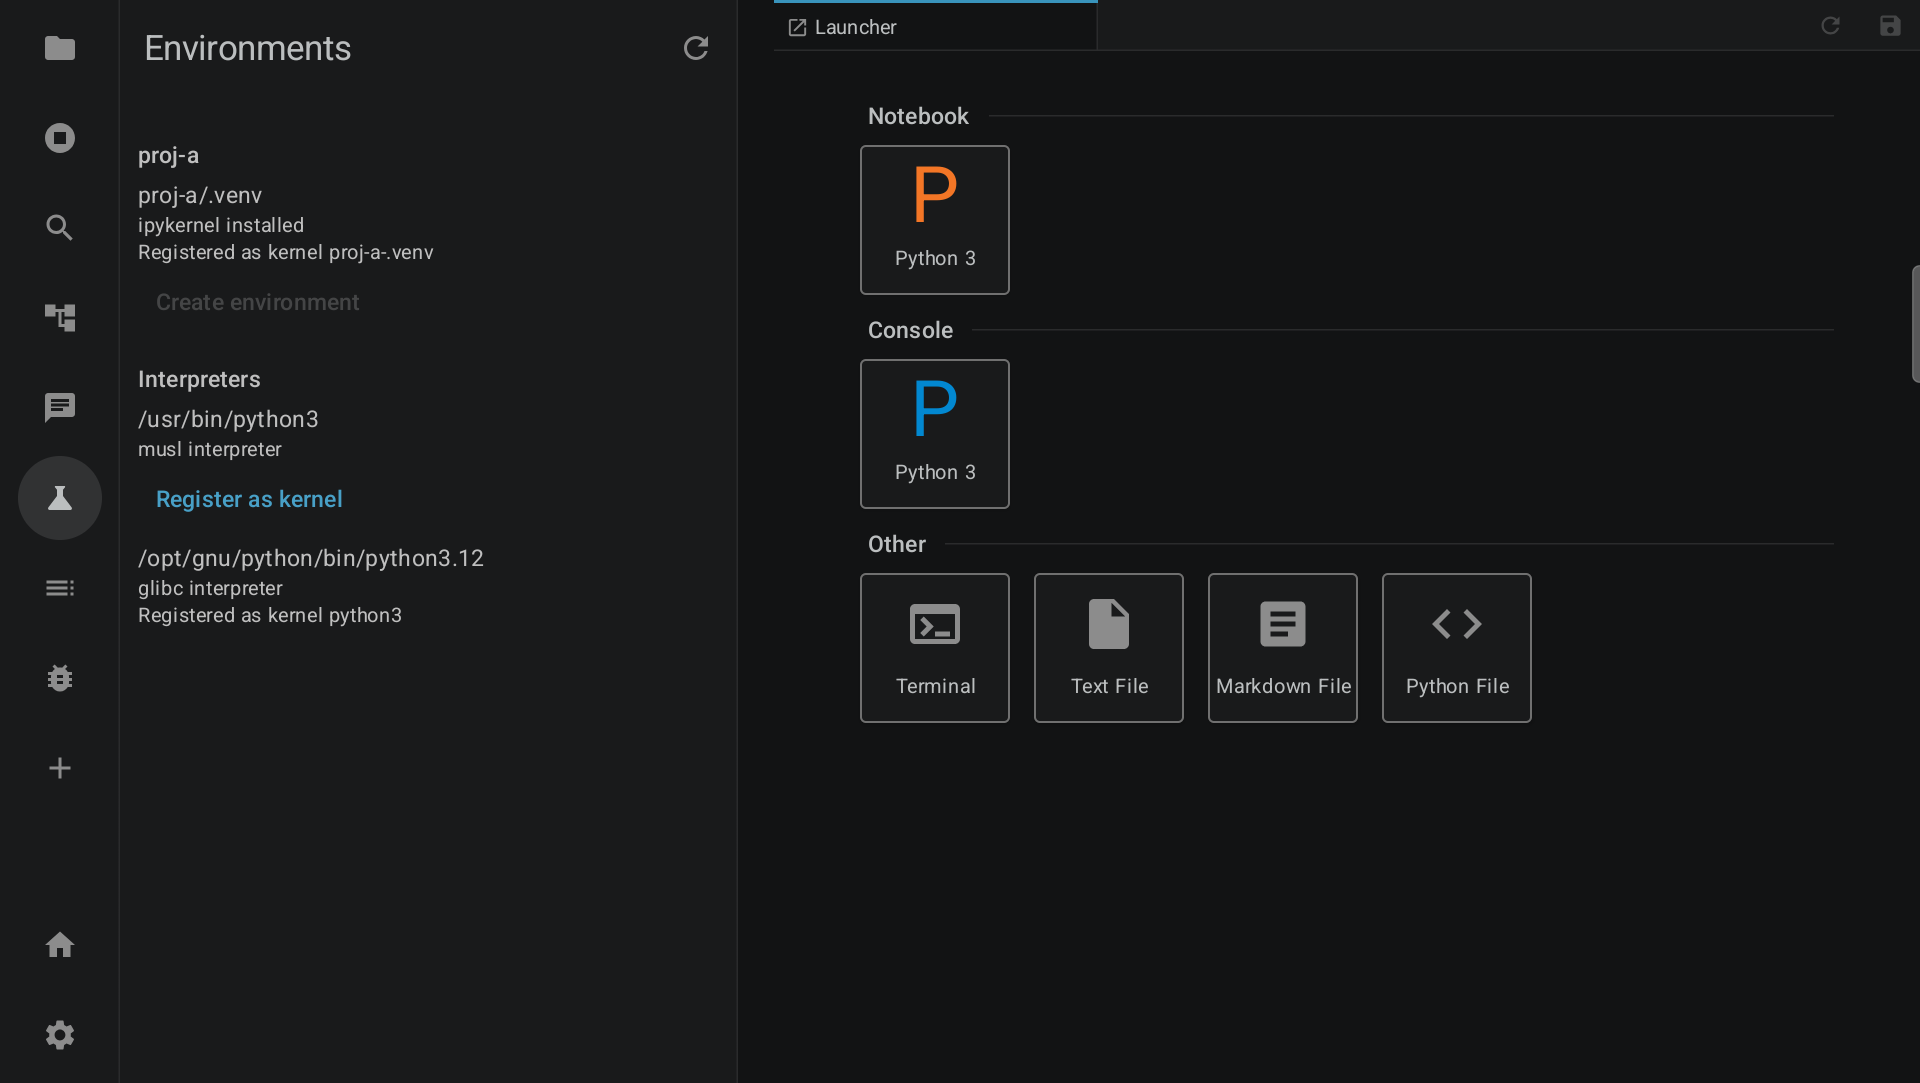 Environments
proj-a
proj-a/.venv
ipykernel installed
Registered as kernel proj-a-.venv
Create environment
Interpreters
/usr/bin/python3
musl interpreter
Register as kernel
/opt/gnu/python/bin/python3.12
glibc interpreter
Registered as kernel python3
Launcher
Notebook
P
Python 3
Console
P
Python 3
Other
Terminal
Text File
Markdown File
Python File